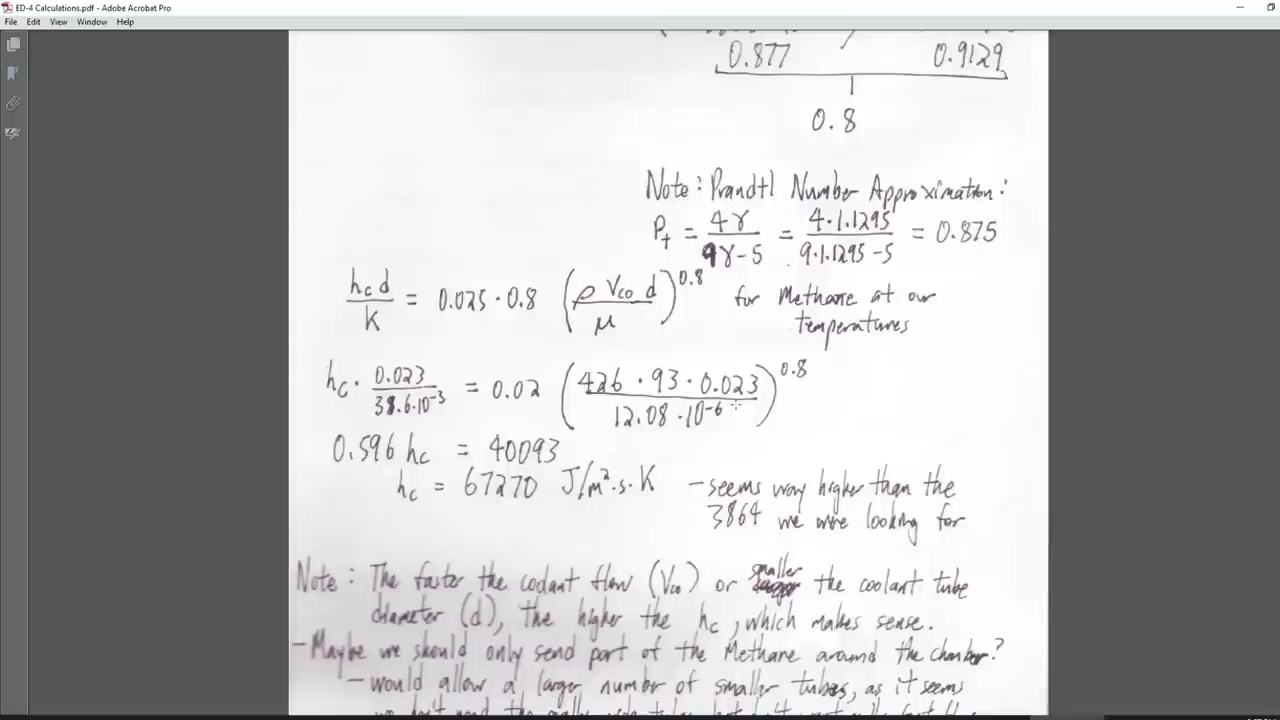 ED-4 Calculations.pdf - Adobe Acrobat Pro
File Edit View Window Help
0.877 0.9129
0.8
Note: Prandtl Number Approximation:
Pr = 4γ / 9γ-5 = 4·1.1295 / 9·1.1295-5 = 0.875
hc d / K = 0.025·0.8 (ρ Vco d / μ)^0.8 for Methane at our
temperatures
hc · 0.023 / 38.6·10^-3 = 0.02 (426 · 93 · 0.023 / 12.08·10^-6)^0.8
0.596 hc = 40093
hc = 67270 J/m²·s·K - seems way higher than the
3864 we were looking for
Note: The faster the coolant flow (Vco) or smaller the coolant tube
diameter (d), the higher the hc, which makes sense.
- Maybe we should only send part of the Methane around the chamber?
- would allow a larger number of smaller tubes, as it seems